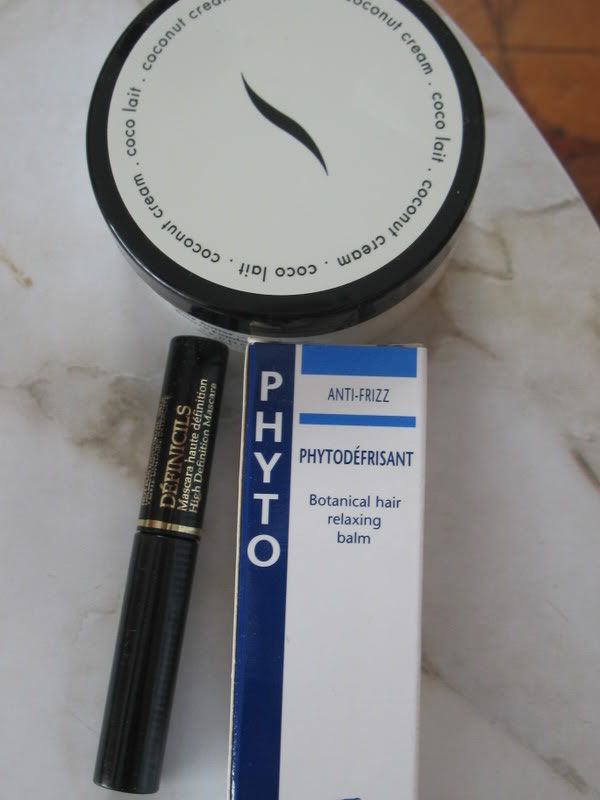 coconut cream . coco lait . coconut cream . coco lait . coconut cream . coco lait . coconut cream
DÉFINICILS
Mascara haute définition
High Definition Mascara
PHYTO
ANTI-FRIZZ
PHYTODÉFRISANT
Botanical hair
relaxing
balm